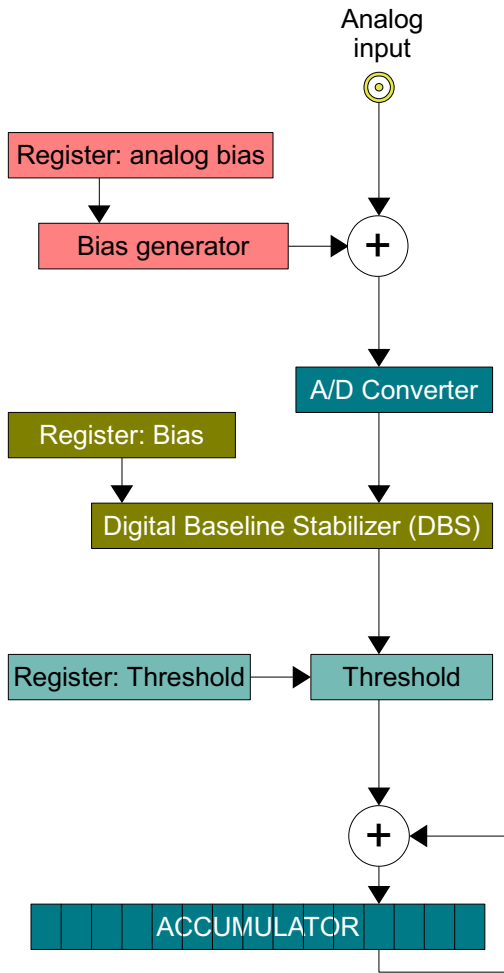 Analog
input
Register: analog bias
Bias generator
+
A/D Converter
Register: Bias
Digital Baseline Stabilizer (DBS)
Register: Threshold
Threshold
+
ACCUMULATOR